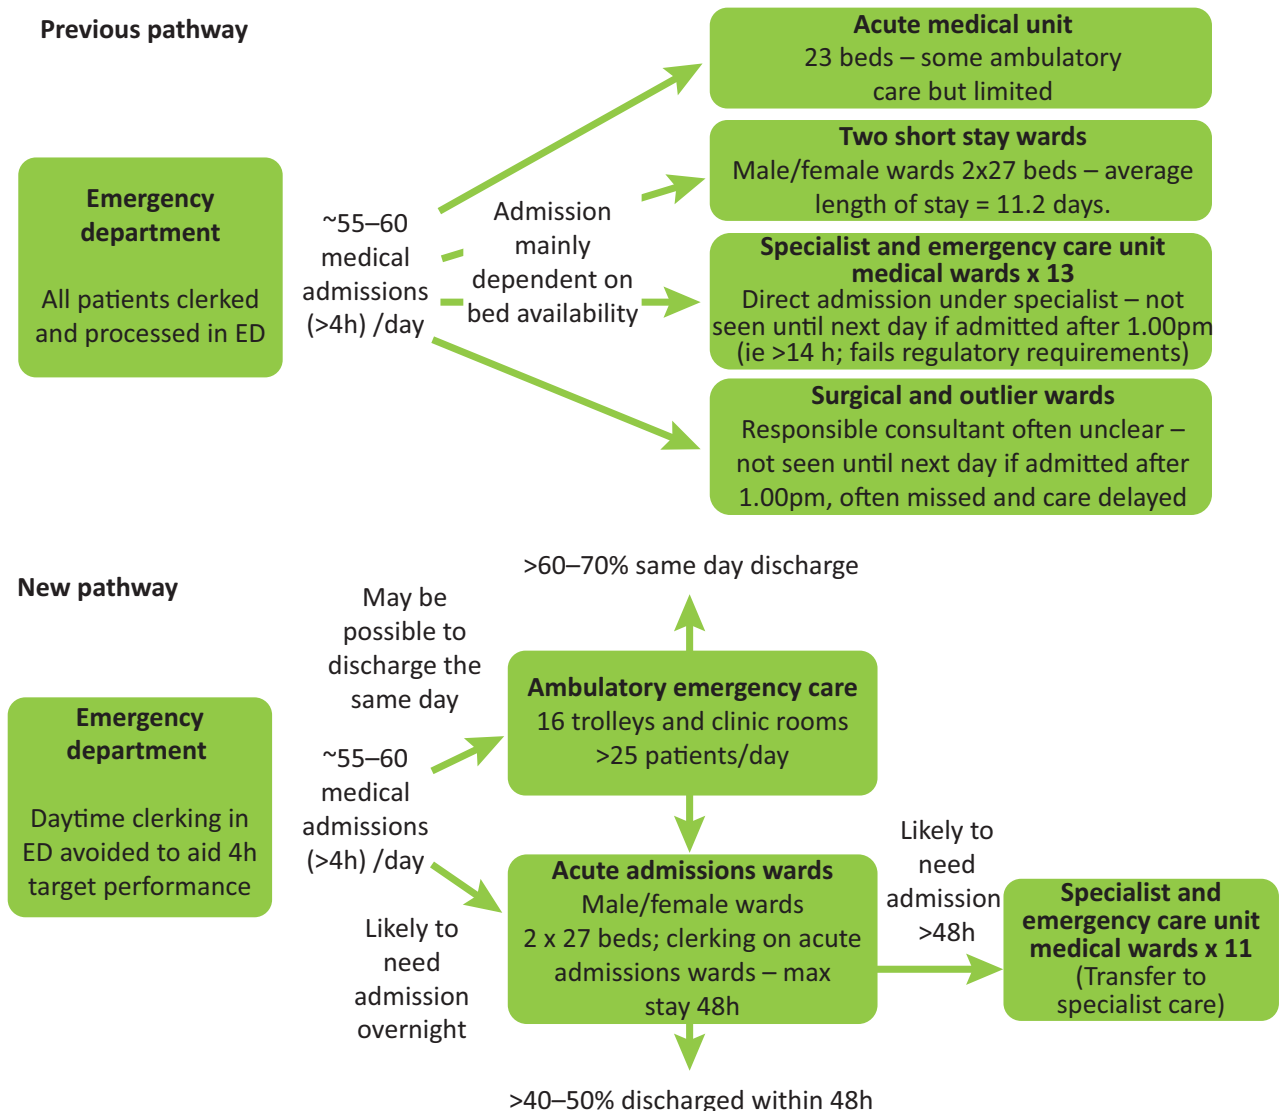 Previous pathway
Emergency
department
All patients clerked
and processed in ED
~55–60
medical
admissions
(>4h) /day
Admission
mainly
dependent on
bed availability
Acute medical unit
23 beds – some ambulatory
care but limited
Two short stay wards
Male/female wards 2x27 beds – average
length of stay = 11.2 days.
Specialist and emergency care unit
medical wards x 13
Direct admission under specialist – not
seen until next day if admitted after 1.00pm
(ie >14 h; fails regulatory requirements)
Surgical and outlier wards
Responsible consultant often unclear –
not seen until next day if admitted after
1.00pm, often missed and care delayed
New pathway
Emergency
department
Daytime clerking in
ED avoided to aid 4h
target performance
~55–60
medical
admissions
(>4h) /day
May be
possible to
discharge the
same day
Likely to
need
admission
overnight
>60–70% same day discharge
Ambulatory emergency care
16 trolleys and clinic rooms
>25 patients/day
Acute admissions wards
Male/female wards
2 x 27 beds; clerking on acute
admissions wards – max
stay 48h
>40–50% discharged within 48h
Likely to
need
admission
>48h
Specialist and
emergency care unit
medical wards x 11
(Transfer to
specialist care)